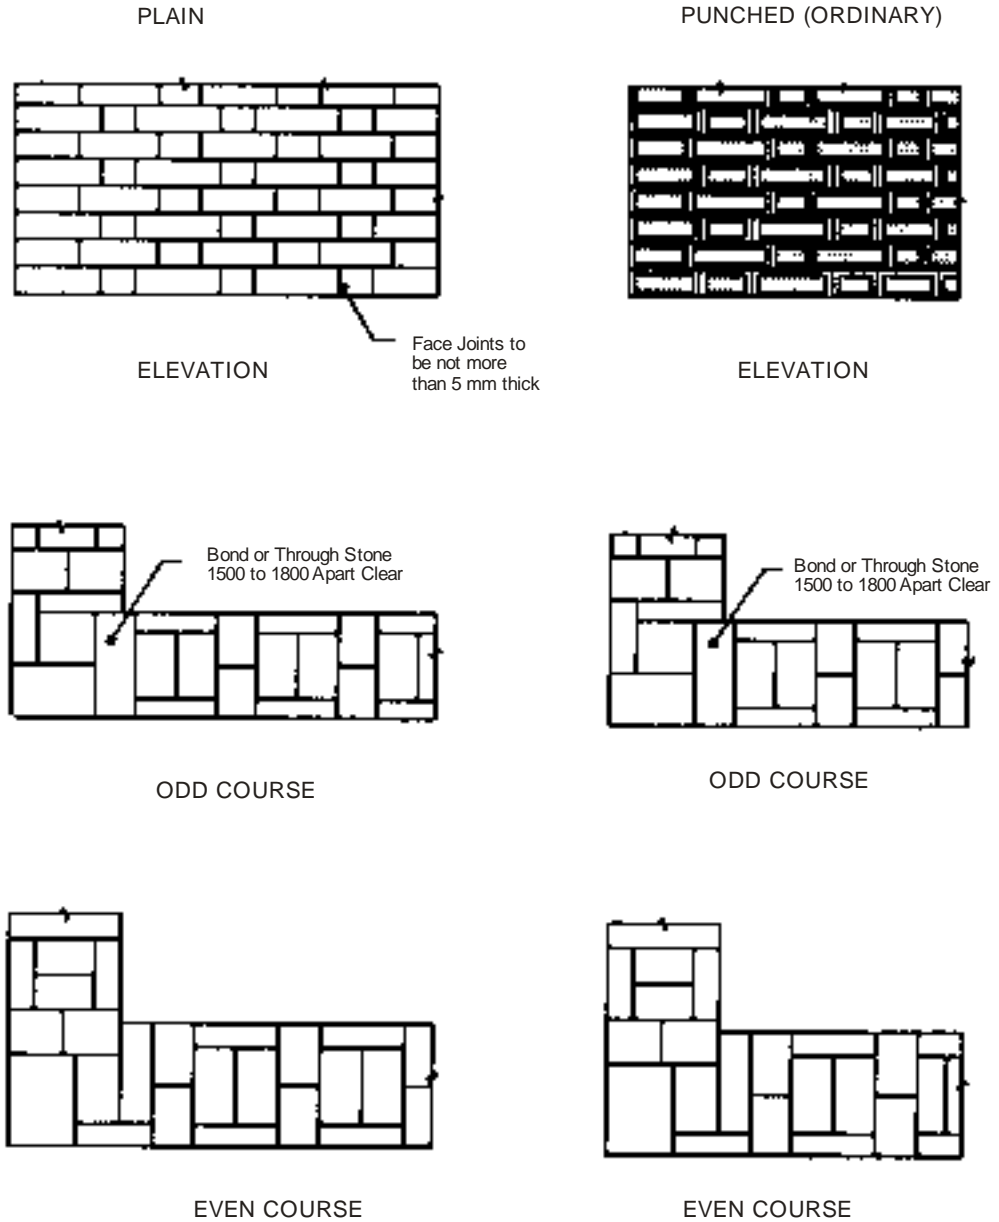 PLAIN
PUNCHED (ORDINARY)
Face Joints to
be not more
than 5 mm thick
ELEVATION
ELEVATION
Bond or Through Stone
1500 to 1800 Apart Clear
Bond or Through Stone
1500 to 1800 Apart Clear
ODD COURSE
ODD COURSE
EVEN COURSE
EVEN COURSE